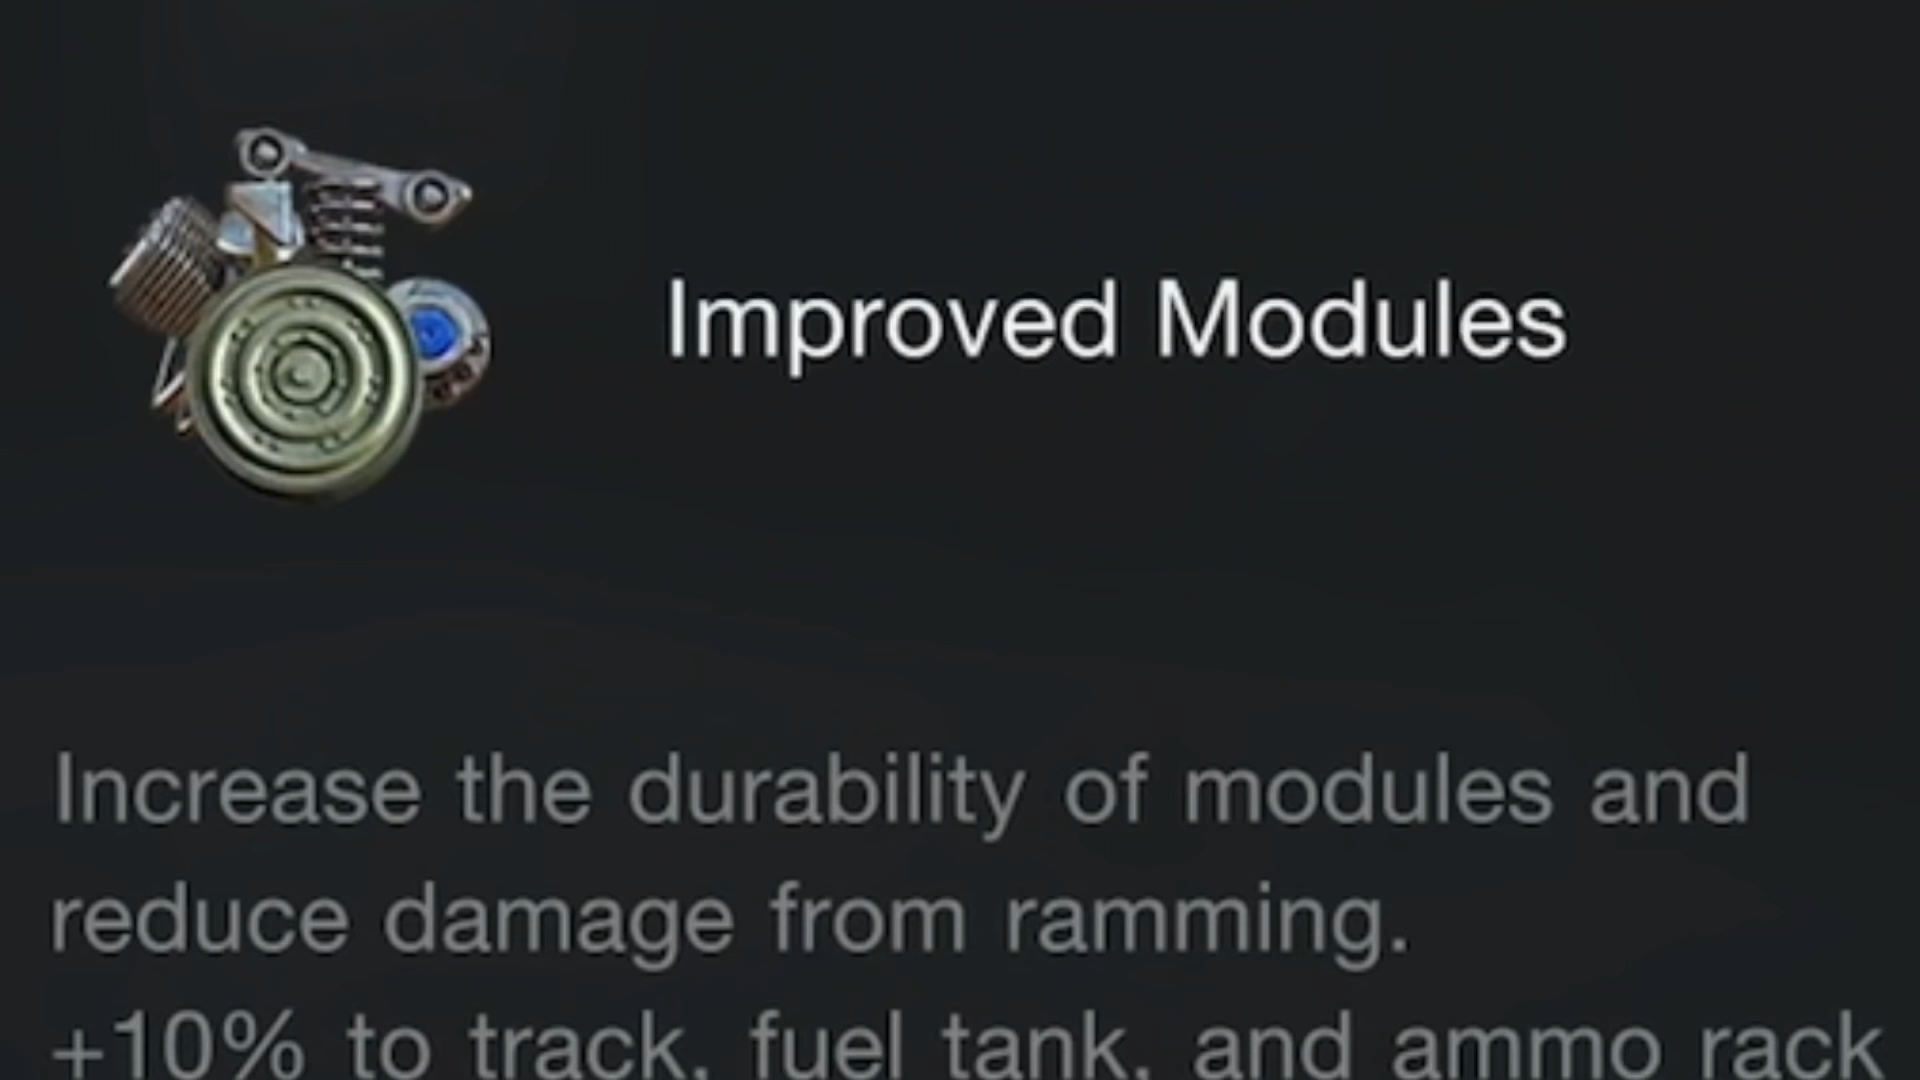 Improved Modules
Increase the durability of modules and
reduce damage from ramming.
+10% to track, fuel tank, and ammo rack